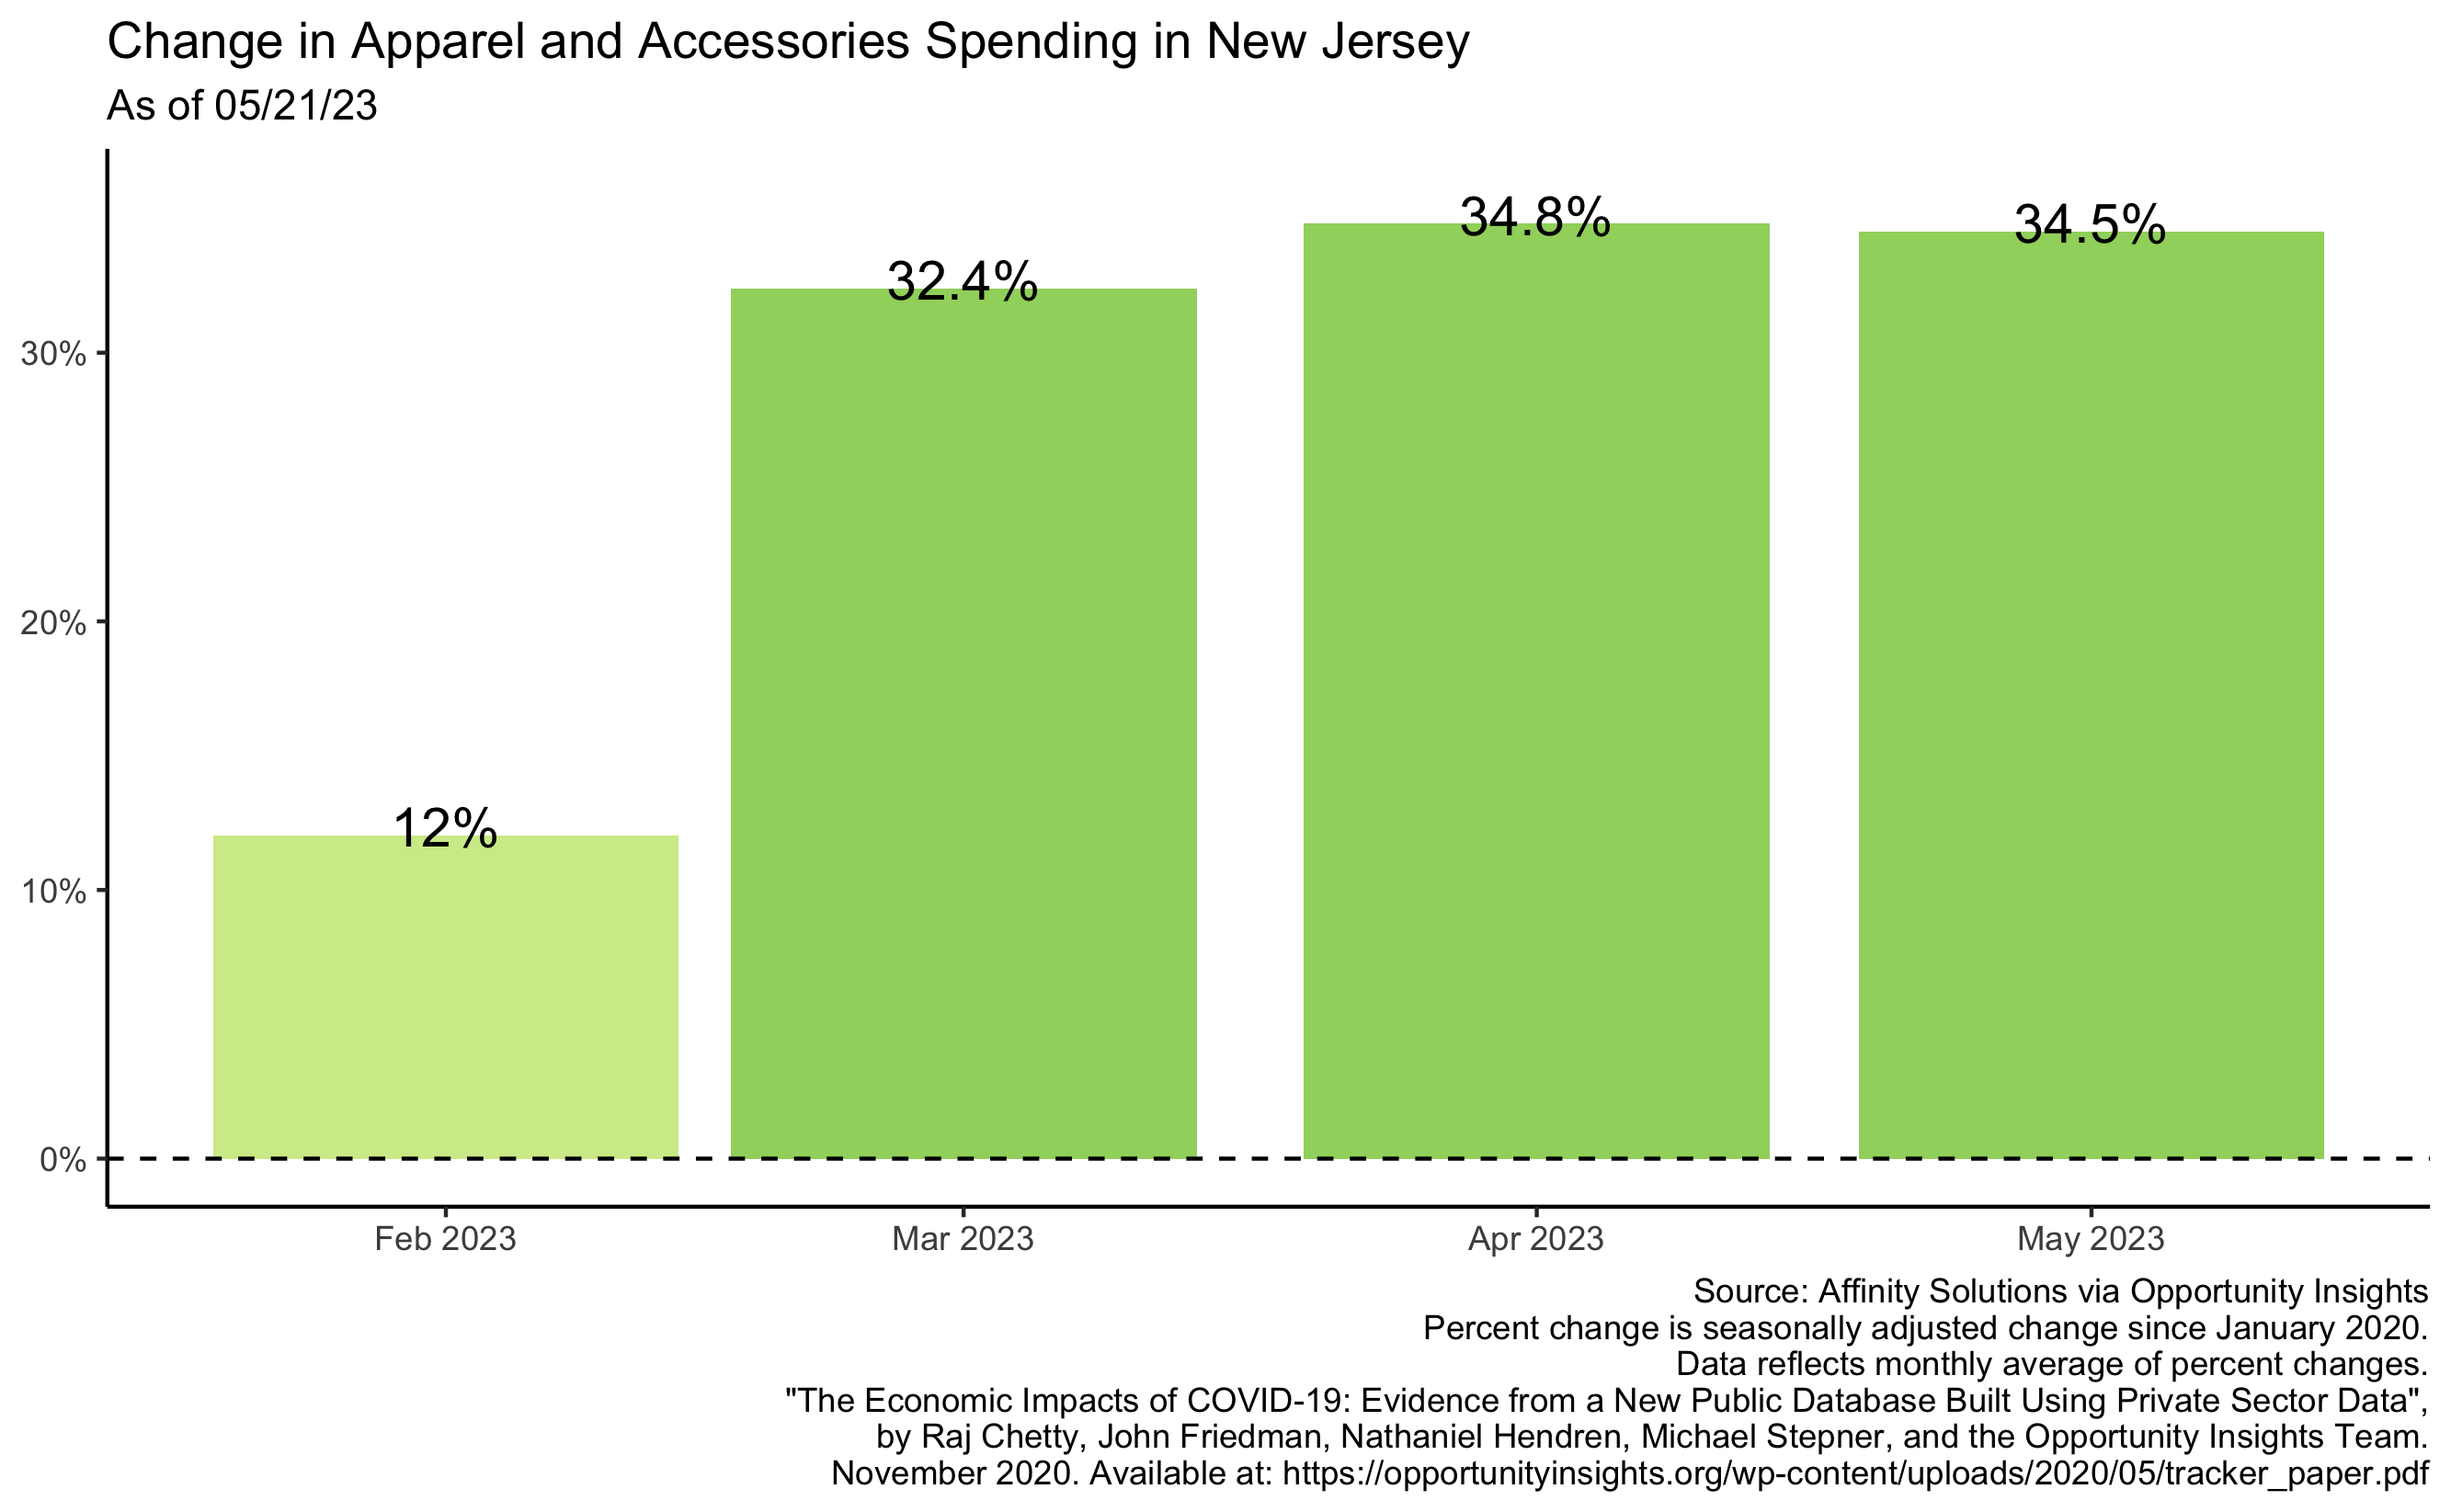 Change in Apparel and Accessories Spending in New Jersey
As of 05/21/23
34.8%
34.5%
32.4%
30%
20%
12%
10%
0%
Feb 2023
Mar 2023
Apr 2023
May 2023
Source: Affinity Solutions via Opportunity Insights
Percent change is seasonally adjusted change since January 2020.
Data reflects monthly average of percent changes.
"The Economic Impacts of COVID-19: Evidence from a New Public Database Built Using Private Sector Data",
by Raj Chetty, John Friedman, Nathaniel Hendren, Michael Stepner, and the Opportunity Insights Team.
November 2020. Available at: https://opportunityinsights.org/wp-content/uploads/2020/05/tracker_paper.pdf